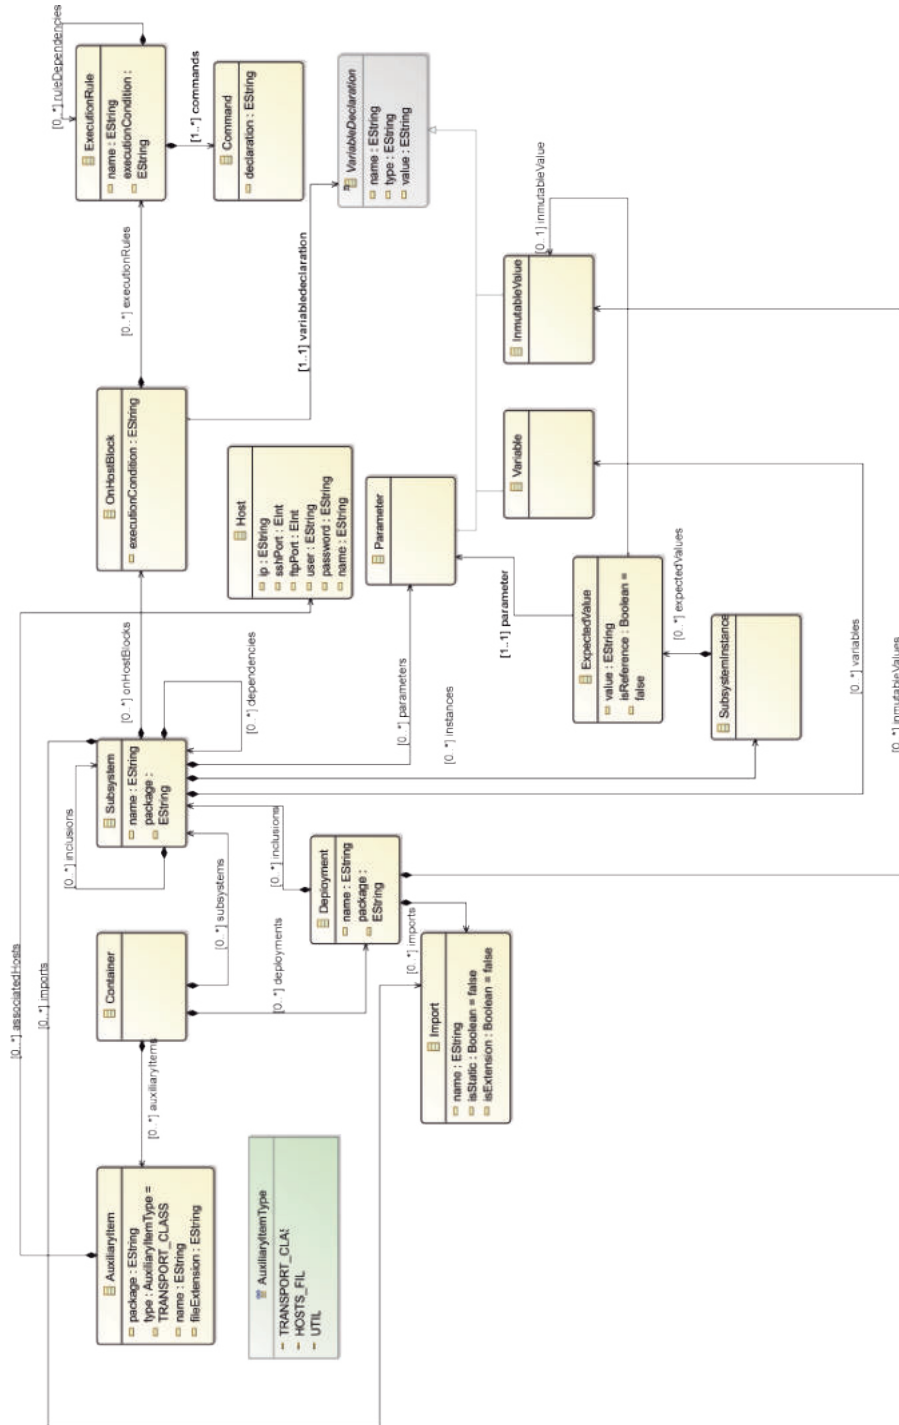 AuxiliaryItem
package : EString
type : AuxiliaryItemType =
TRANSPORT_CLASS
name : EString
fileExtension : EString
AuxiliaryItemType
TRANSPORT_CLA
HOSTS_FIL
UTIL
[0..*] associatedHosts
[0..*] imports
[0..*] auxiliaryItems
Container
[0..*] subsystems
[0..*] deployments
Import
name : EString
isStatic : Boolean = false
isExtension : Boolean = false
[0..*] imports
Deployment
name : EString
package :
EString
[0..*] inclusions
[0..*] inclusions
Subsystem
name : EString
package :
EString
[0..*] onHostBlocks
[0..*] dependencies
[0..*] parameters
[0..*] instances
[0..*] variables
[0..*] inmutableValues
SubsystemInstance
[0..*] expectedValues
ExpectedValue
value : EString
isReference : Boolean =
false
[1..1] parameter
Parameter
Host
ip : EString
sshPort : EInt
ftpPort : EInt
user : EString
password : EString
name : EString
OnHostBlock
executionCondition : EString
[0..*] executionRules
[1..1] variabledeclaration
Variable
InmutableValue
[0..1] inmutableValue
ExecutionRule
name : EString
executionCondition :
EString
[0..*] ruleDependencies
[1..*] commands
Command
declaration : EString
VariableDeclaration
name : EString
type : EString
value : EString